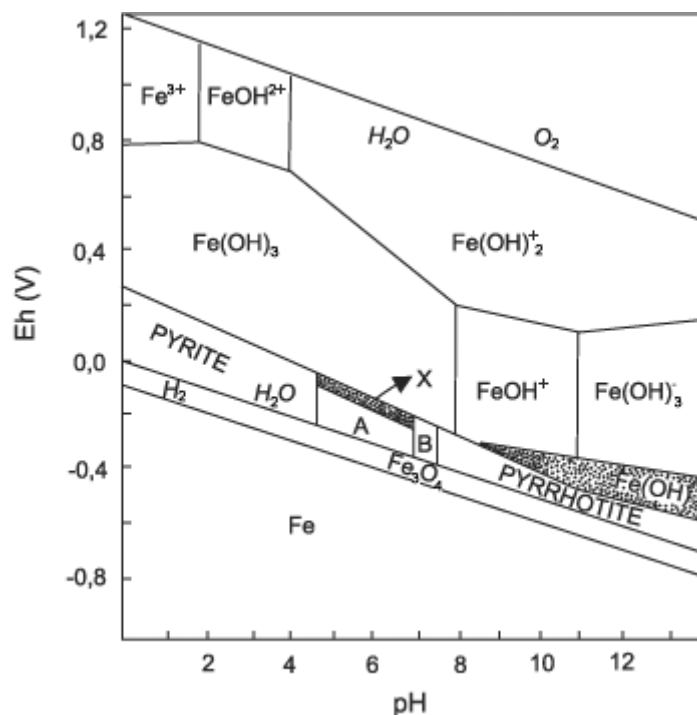 1,2
Fe³⁺
FeOH²⁺
H₂O
O₂
0,8
Fe(OH)₃
Fe(OH)₂⁺
0,4
Eh (V)
0,0
PYRITE
X
H₂
H₂O
A
B
FeOH⁺
Fe(OH)₃⁻
-0,4
Fe₃O₄
PYRRHOTITE
Fe(OH)
Fe
-0,8
2
4
6
8
10
12
pH